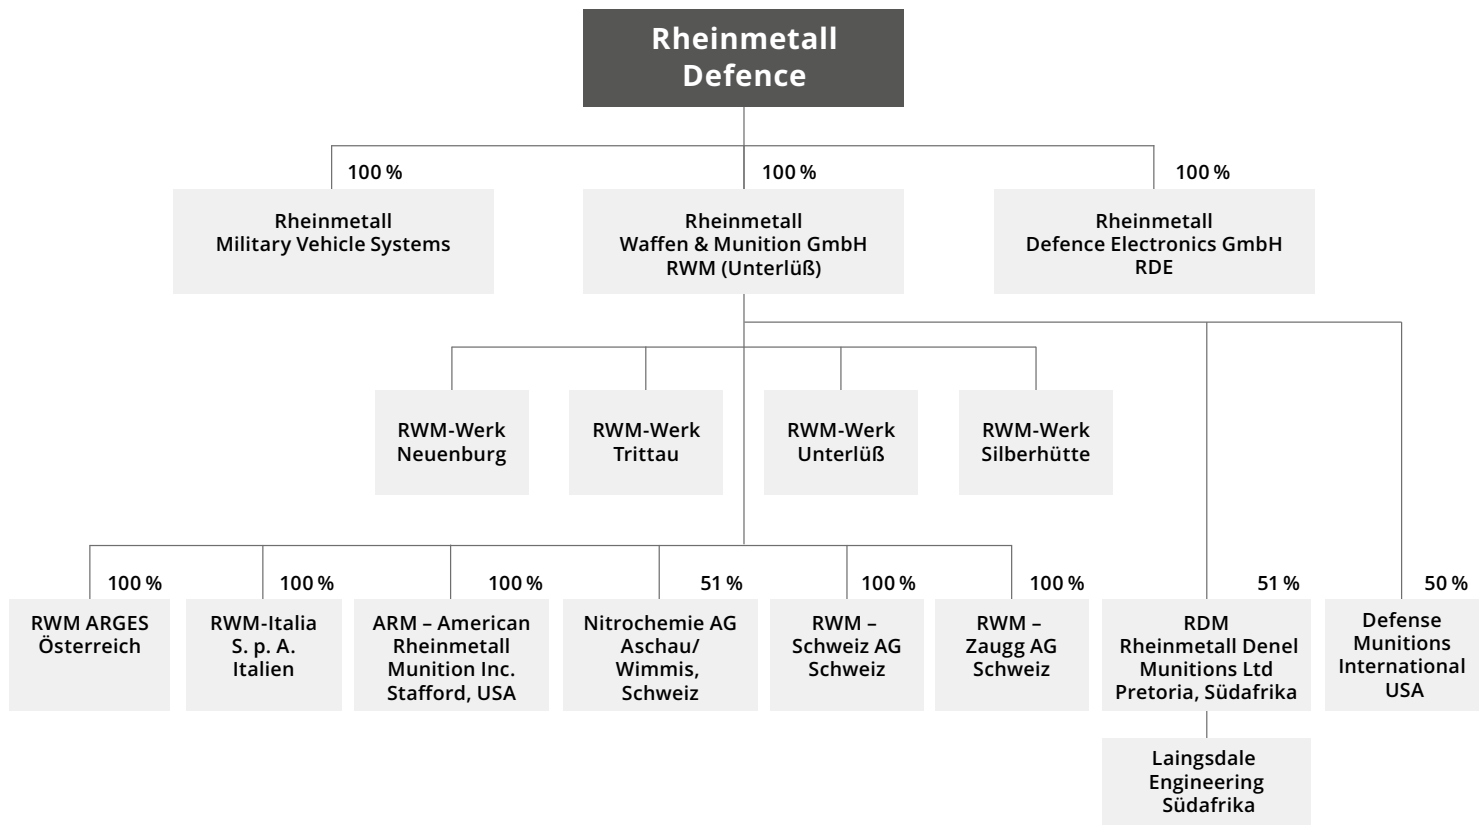 Rheinmetall
Defence
100 %
100 %
100 %
Rheinmetall
Military Vehicle Systems
Rheinmetall
Waffen & Munition GmbH
RWM (Unterlüß)
Rheinmetall
Defence Electronics GmbH
RDE
RWM-Werk
Neuenburg
RWM-Werk
Trittau
RWM-Werk
Unterlüß
RWM-Werk
Silberhütte
100 %
100 %
100 %
51 %
100 %
100 %
51 %
50 %
RWM ARGES
Österreich
RWM-Italia
S. p. A.
Italien
ARM – American
Rheinmetall
Munition Inc.
Stafford, USA
Nitrochemie AG
Aschau/
Wimmis,
Schweiz
RWM –
Schweiz AG
Schweiz
RWM –
Zaugg AG
Schweiz
RDM
Rheinmetall Denel
Munitions Ltd
Pretoria, Südafrika
Defense
Munitions
International
USA
Laingsdale
Engineering
Südafrika